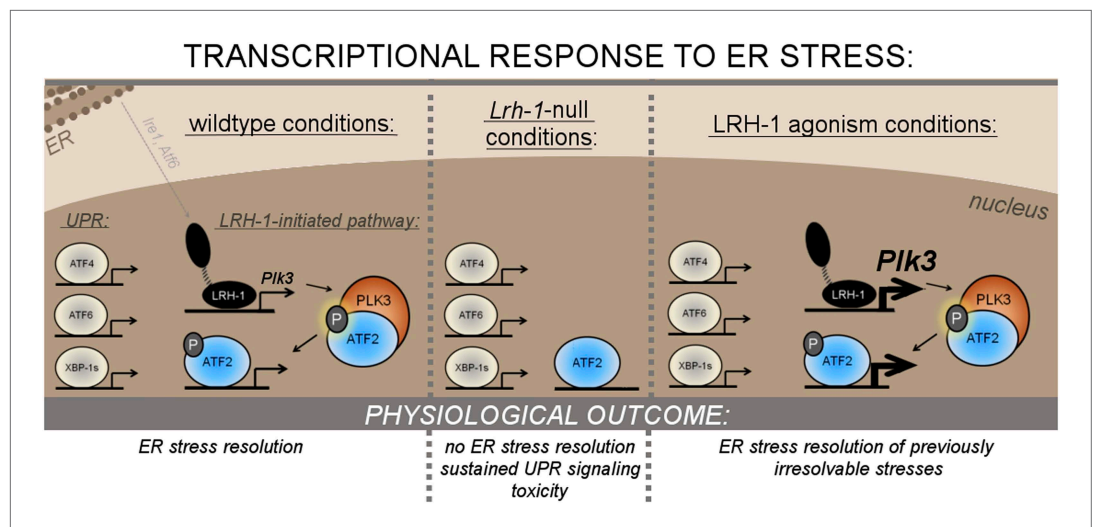 TRANSCRIPTIONAL RESPONSE TO ER STRESS:
ER
Ire1, Atf6
wildtype conditions:
Lrh-1-null
conditions:
LRH-1 agonism conditions:
nucleus
UPR:
LRH-1-initiated pathway:
ATF4
ATF6
XBP-1s
LRH-1
Plk3
PLK3
P
ATF2
P
ATF2
ATF4
ATF6
XBP-1s
ATF2
ATF4
ATF6
XBP-1s
LRH-1
Plk3
PLK3
P
ATF2
P
ATF2
PHYSIOLOGICAL OUTCOME:
ER stress resolution
no ER stress resolution
sustained UPR signaling
toxicity
ER stress resolution of previously
irresolvable stresses